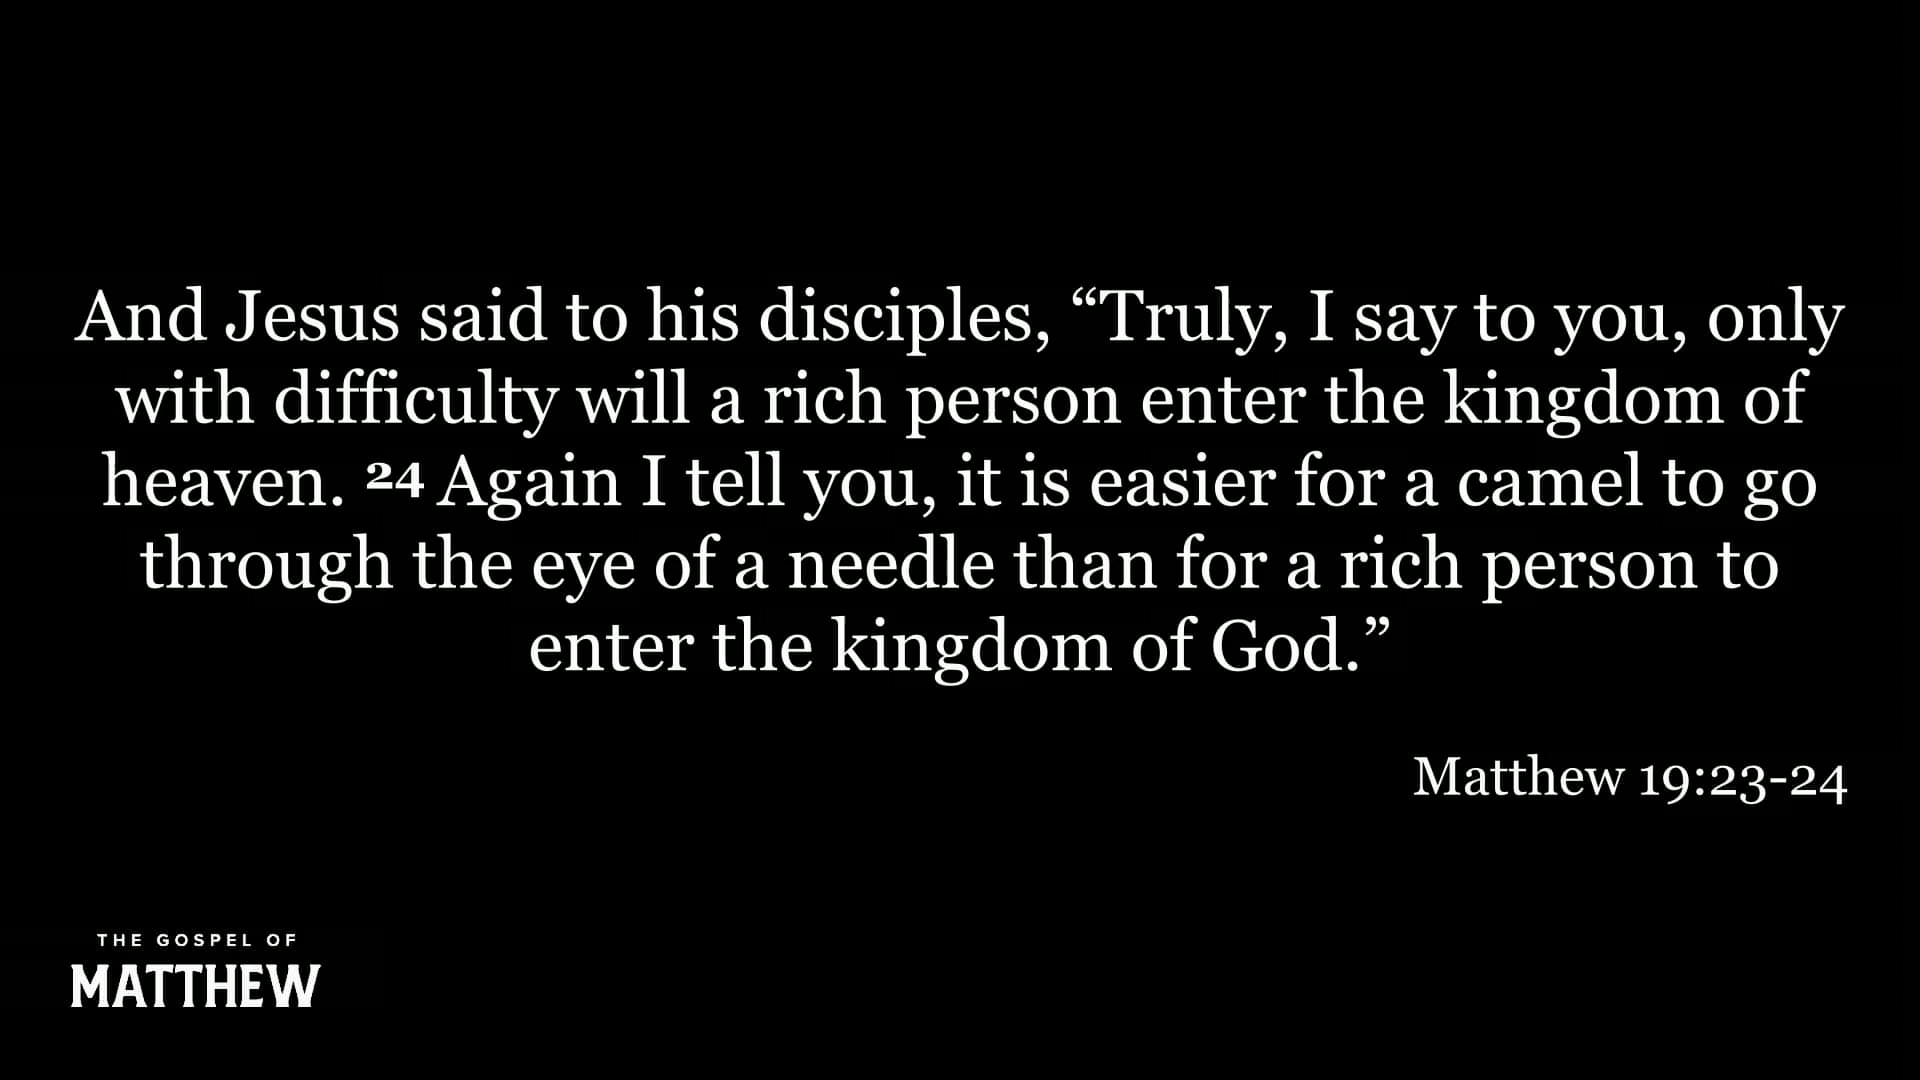 And Jesus said to his disciples, “Truly, I say to you, only
with difficulty will a rich person enter the kingdom of
heaven. 24 Again I tell you, it is easier for a camel to go
through the eye of a needle than for a rich person to
enter the kingdom of God.”
Matthew 19:23-24
THE GOSPEL OF
MATTHEW